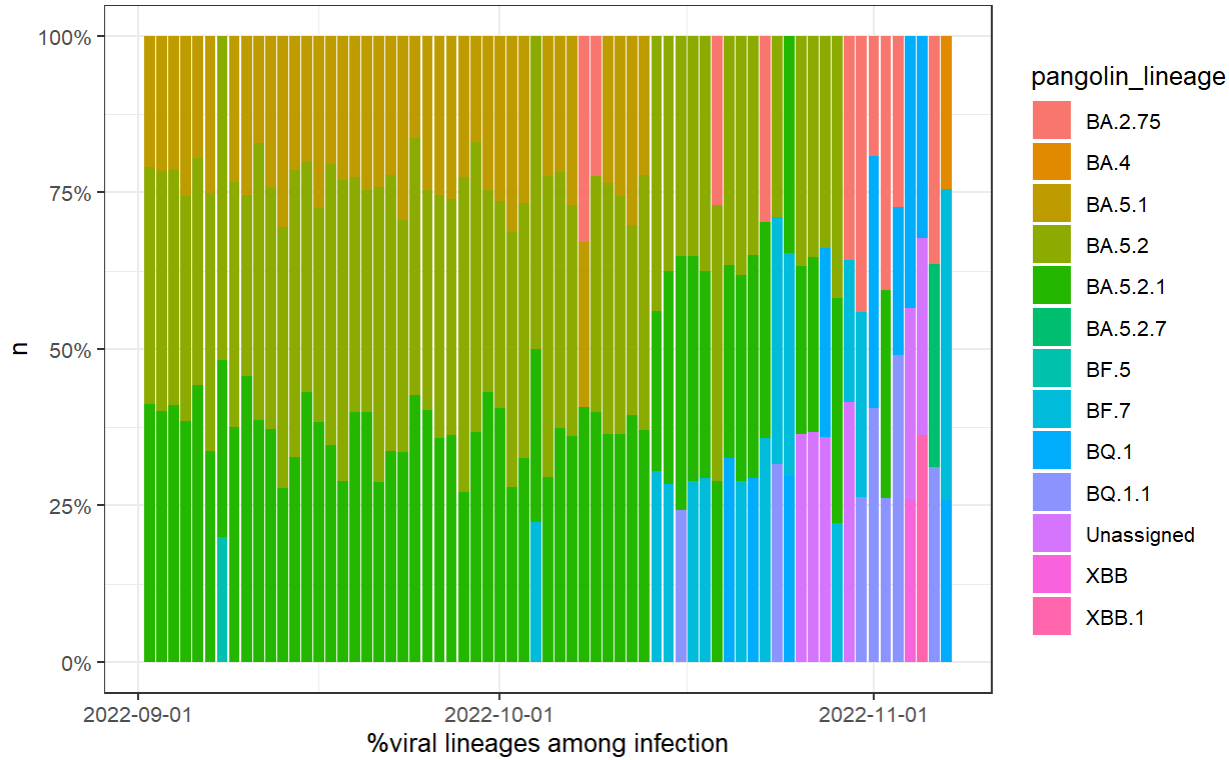 100%
75%
50%
25%
0%
n
2022-09-01
2022-10-01
2022-11-01
%viral lineages among infection
pangolin_lineage
BA.2.75
BA.4
BA.5.1
BA.5.2
BA.5.2.1
BA.5.2.7
BF.5
BF.7
BQ.1
BQ.1.1
Unassigned
XBB
XBB.1